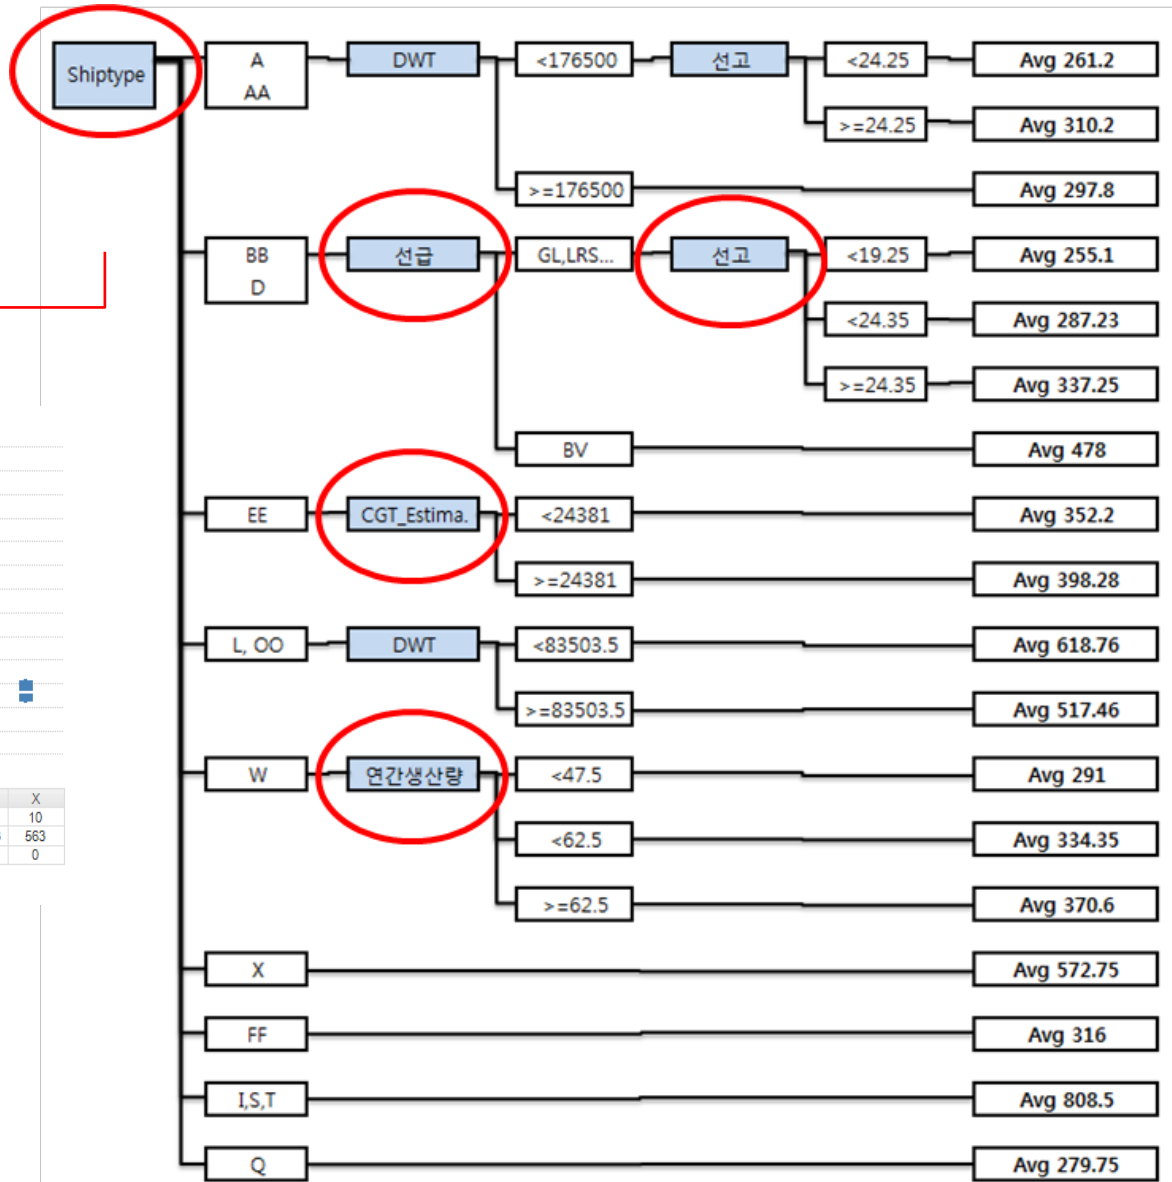 Shiptype
A
AA
DWT
<176500
선고
<24.25
Avg 261.2
>=24.25
Avg 310.2
>=176500
Avg 297.8
BB
D
선급
GL,LRS...
선고
<19.25
Avg 255.1
<24.35
Avg 287.23
>=24.35
Avg 337.25
BV
Avg 478
EE
CGT_Estima.
<24381
Avg 352.2
>=24381
Avg 398.28
L, OO
DWT
<83503.5
Avg 618.76
>=83503.5
Avg 517.46
W
연간생산량
<47.5
Avg 291
<62.5
Avg 334.35
>=62.5
Avg 370.6
X
10
563
0
X
Avg 572.75
FF
Avg 316
I,S,T
Avg 808.5
Q
Avg 279.75